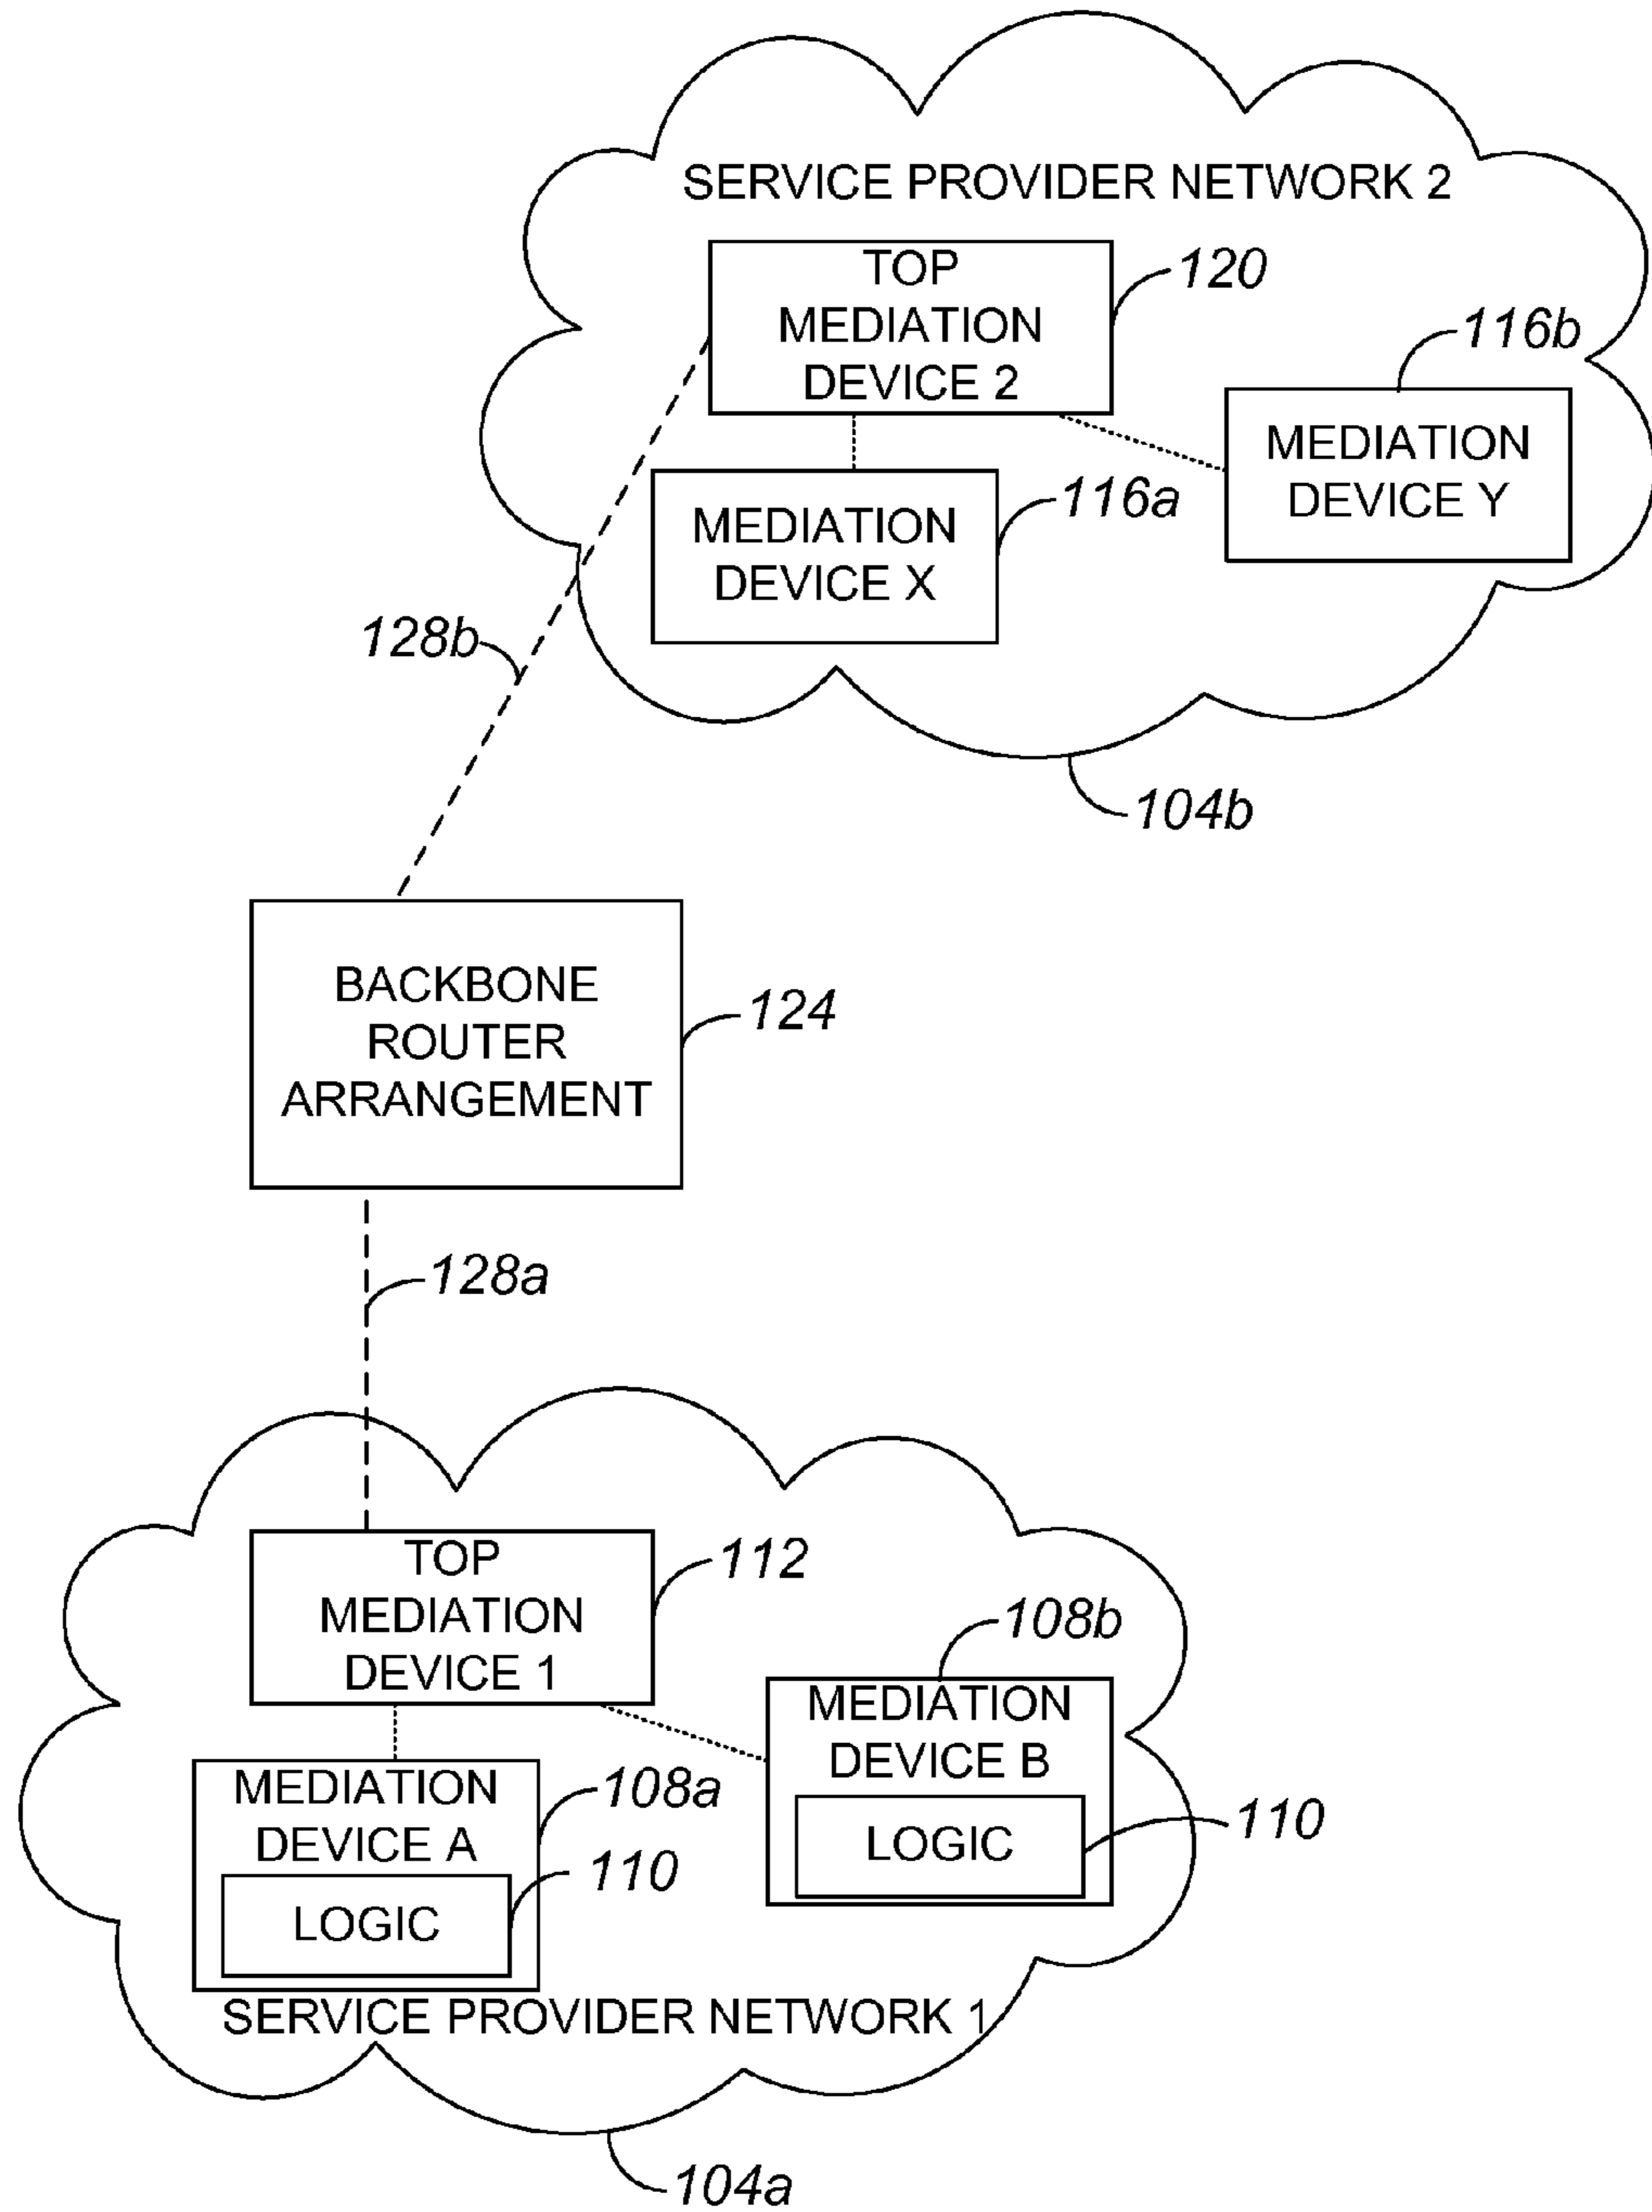 SERVICE PROVIDER NETWORK 2
TOP
MEDIATION
DEVICE 2
120
116b
MEDIATION
DEVICE Y
116a
MEDIATION
DEVICE X
128b
104b
BACKBONE
ROUTER
ARRANGEMENT
124
128a
TOP
MEDIATION
DEVICE 1
112
108b
MEDIATION
DEVICE B
LOGIC
110
MEDIATION
DEVICE A
108a
110
LOGIC
SERVICE PROVIDER NETWORK 1
104a